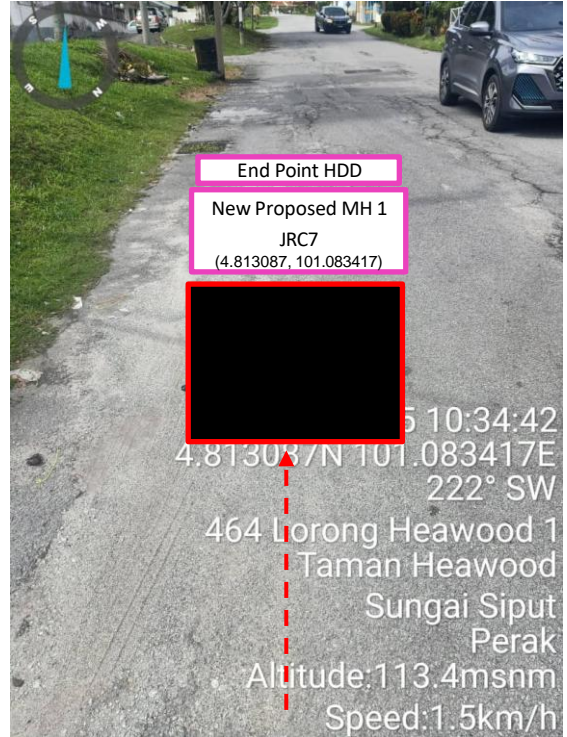 End Point HDD
New Proposed MH 1
JRC7
(4.813087, 101.083417)
5 10:34:42
4.813087N 101.083417E
222° SW
464 Lorong Heawood 1
Taman Heawood
Sungai Siput
Perak
Altitude:113.4msnm
Speed:1.5km/h